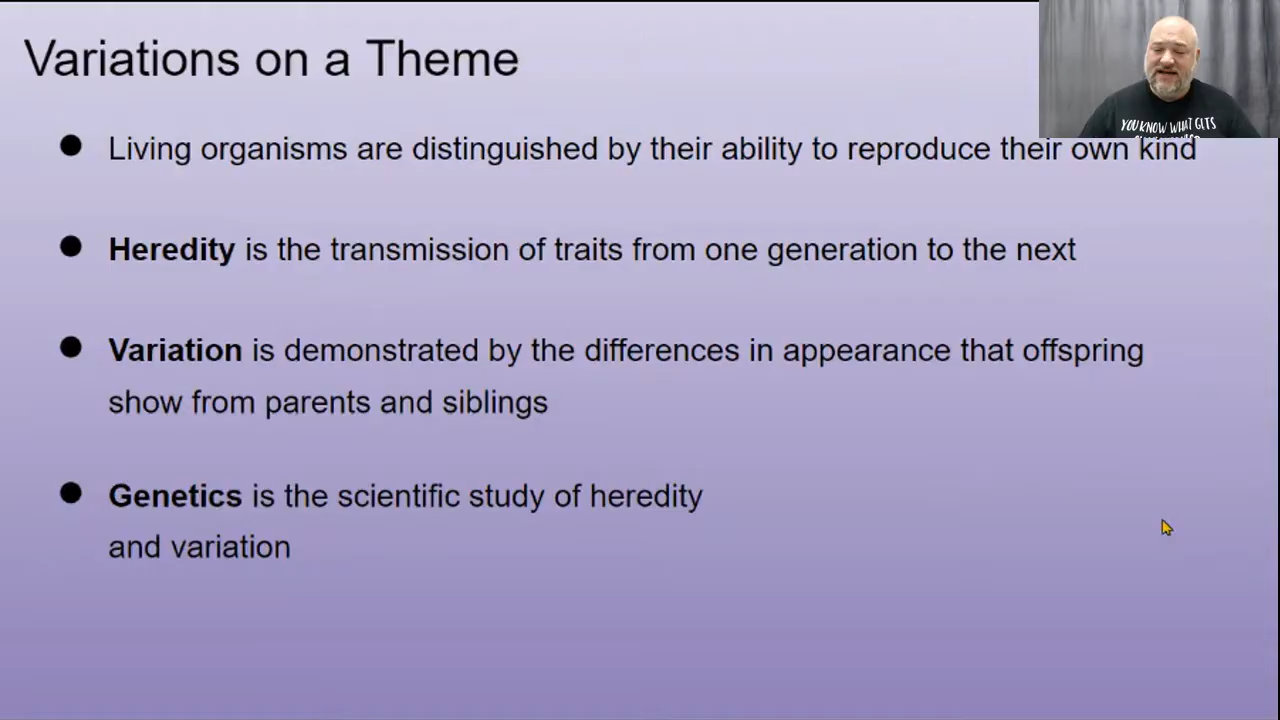 Variations on a Theme
YOU KNOW WHAT GETS
● Living organisms are distinguished by their ability to reproduce their own kind
● Heredity is the transmission of traits from one generation to the next
● Variation is demonstrated by the differences in appearance that offspring
show from parents and siblings
● Genetics is the scientific study of heredity
and variation